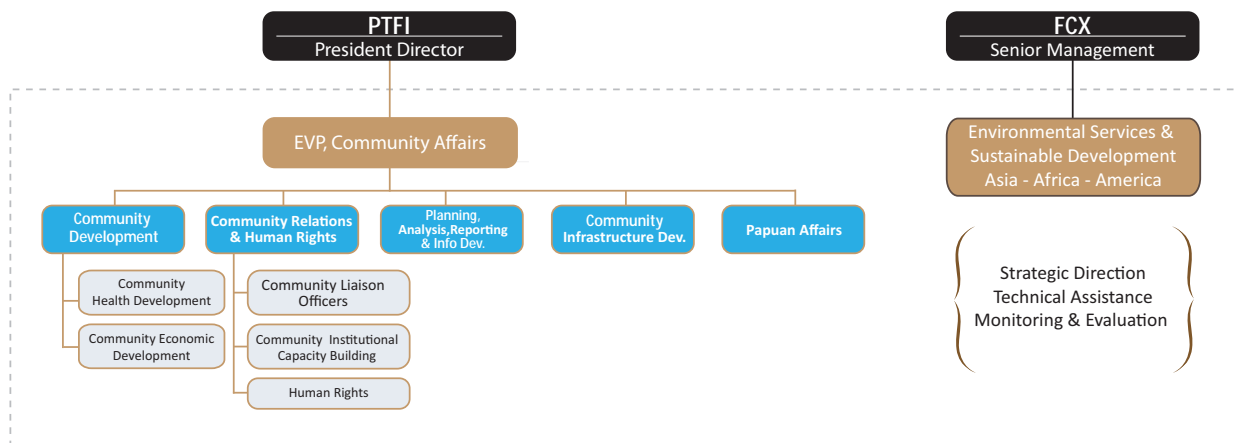 PTFI
President Director
FCX
Senior Management
EVP, Community Affairs
Environmental Services &
Sustainable Development
Asia - Africa - America
Community
Development
Community Relations
& Human Rights
Planning,
Analysis,Reporting
& Info Dev.
Community
Infrastructure Dev.
Papuan Affairs
Community
Health Development
Community Economic
Development
Community Liaison
Officers
Community Institutional
Capacity Building
Human Rights
Strategic Direction
Technical Assistance
Monitoring & Evaluation